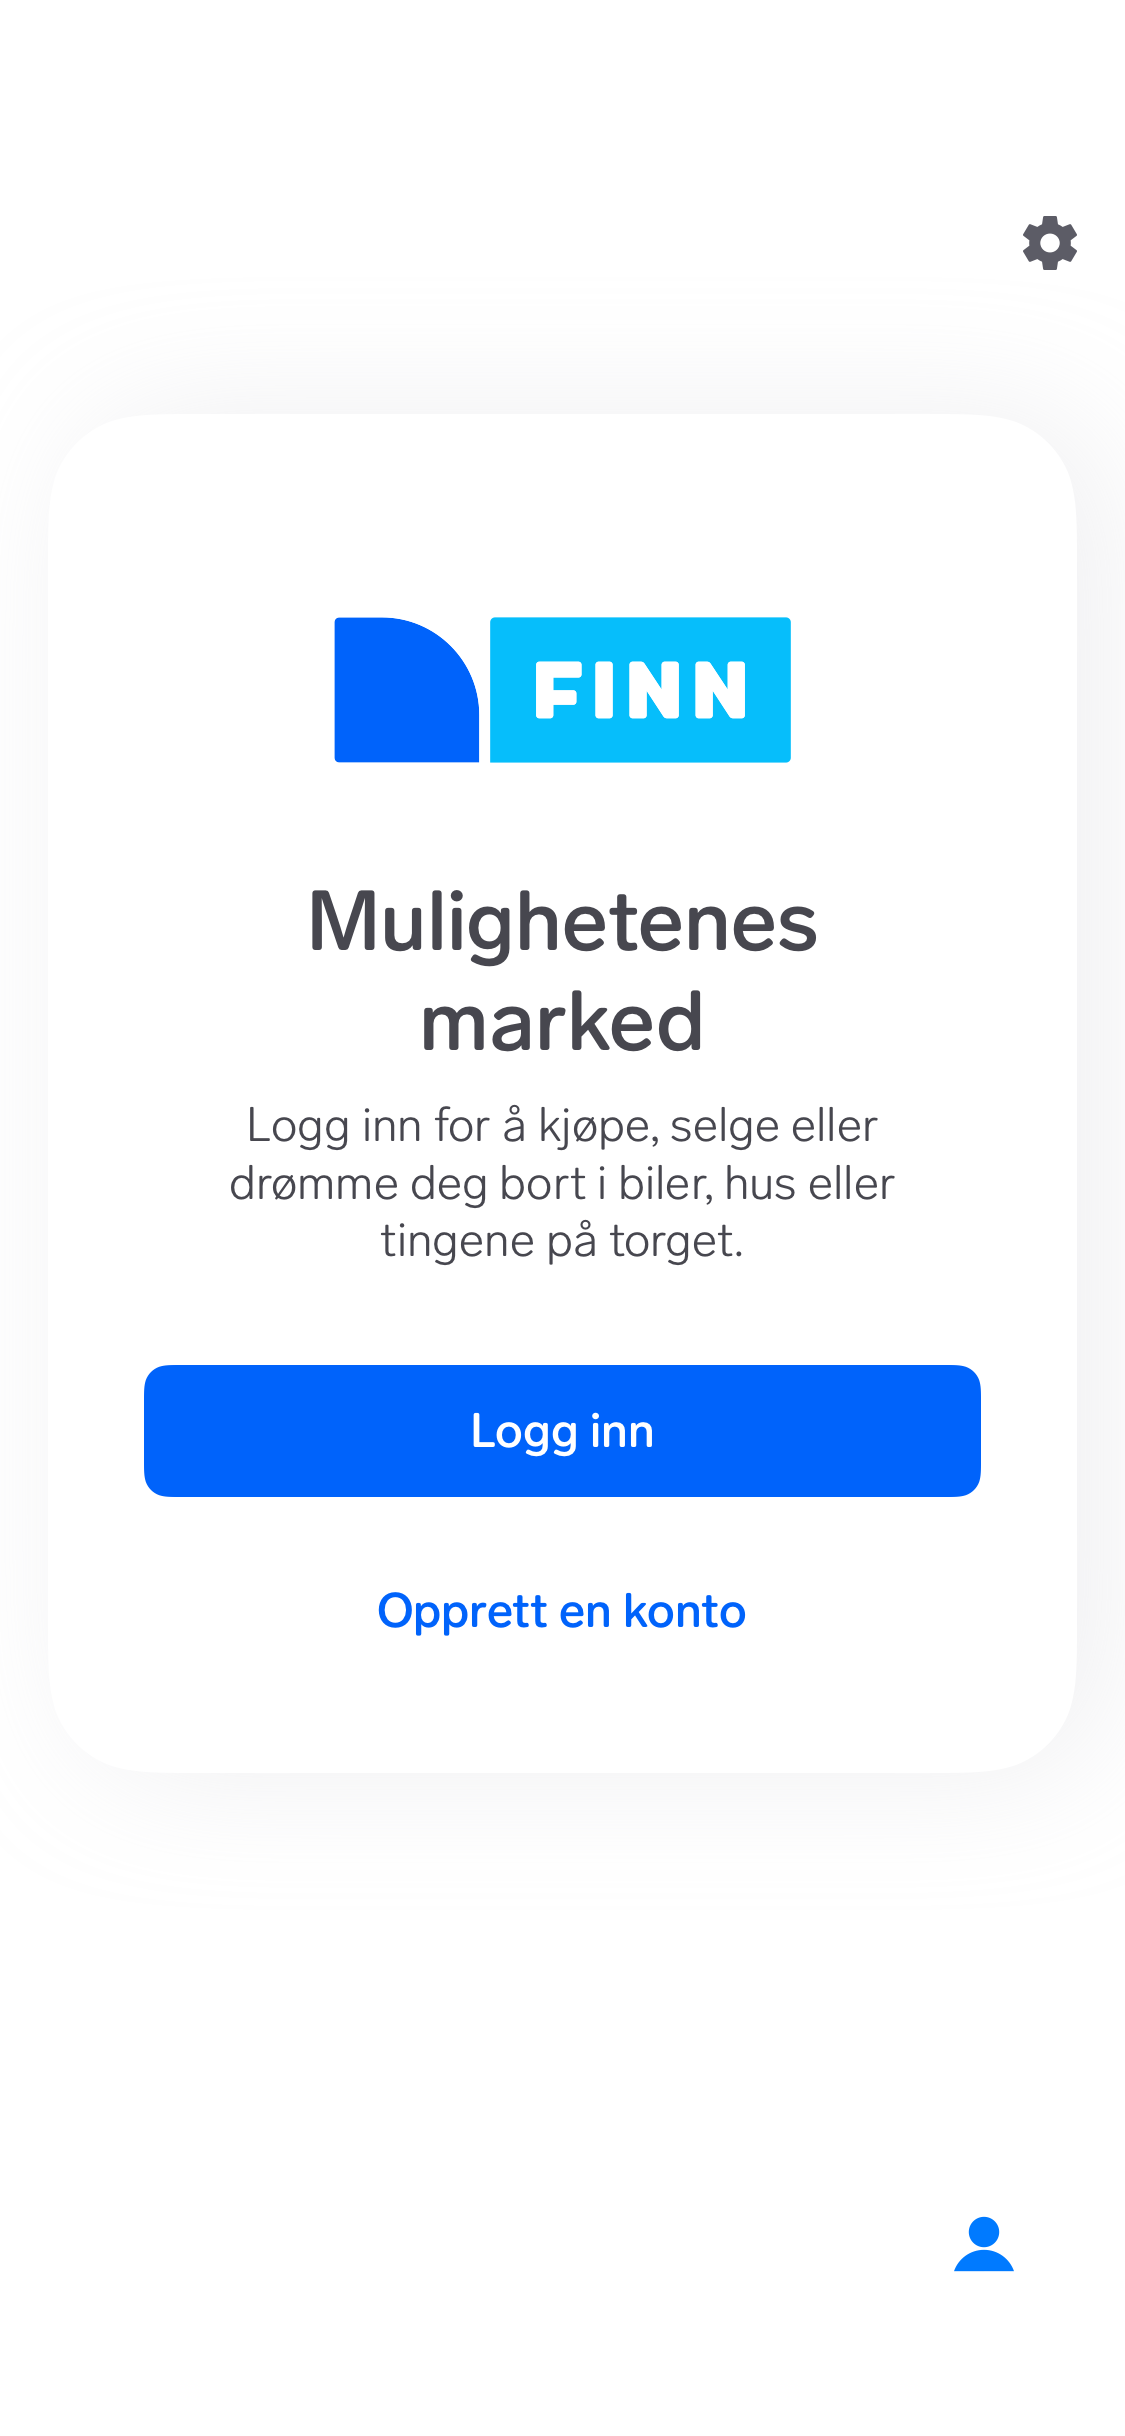 FINN
Mulighetenes
marked
Logg inn for å kjøpe, selge eller
drømme deg bort i biler, hus eller
tingene på torget.
Logg inn
Opprett en konto